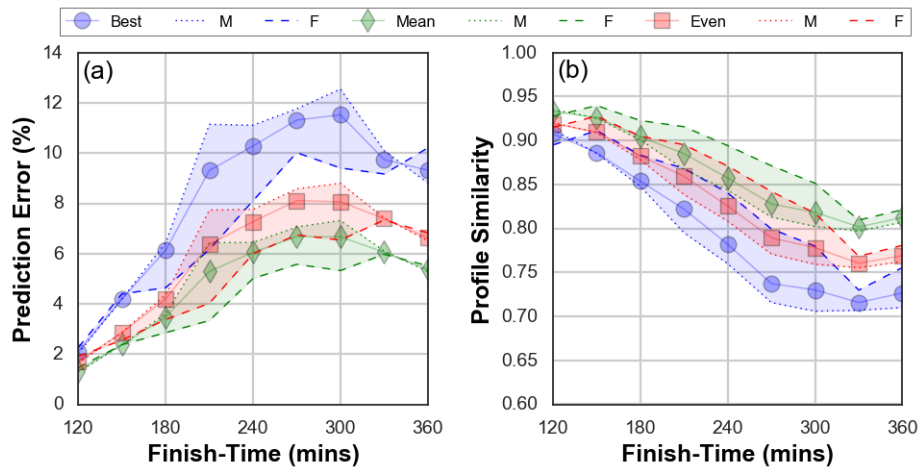 Best M F Mean M F Even M F
(a)
14
12
10
8
6
4
2
0
Prediction Error (%)
120 180 240 300 360
Finish-Time (mins)
(b)
1.00
0.95
0.90
0.85
0.80
0.75
0.70
0.65
0.60
Profile Similarity
120 180 240 300 360
Finish-Time (mins)